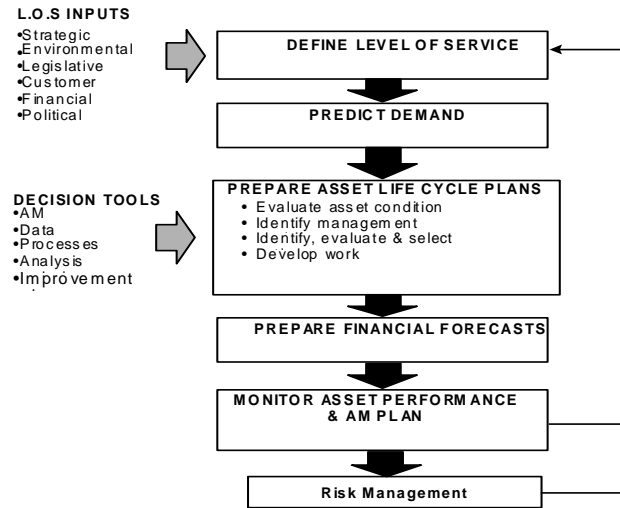 L.O.S INPUTS
•Strategic
•Environmental
•Legislative
•Customer
•Financial
•Political
DEFINE LEVEL OF SERVICE
PREDICT DEMAND
DECISION TOOLS
•AM
•Data
•Processes
•Analysis
•Improvement
PREPARE ASSET LIFE CYCLE PLANS
• Evaluate asset condition
• Identify management
• Identify, evaluate & select
• Develop work
PREPARE FINANCIAL FORECASTS
MONITOR ASSET PERFORMANCE
& AM PLAN
Risk Management